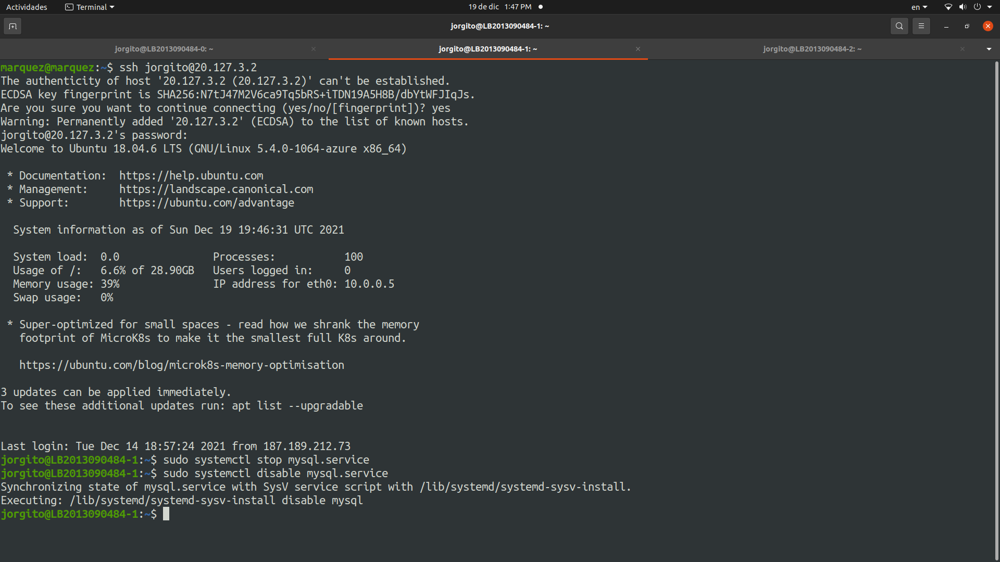 Actividades Terminal 19 de dic 1:47 PM en
jorgito@LB2013090484-1: ~
jorgito@LB2013090484-0: ~ jorgito@LB2013090484-1: ~ jorgito@LB2013090484-2: ~
marquez@marquez:~$ ssh jorgito@20.127.3.2
The authenticity of host '20.127.3.2 (20.127.3.2)' can't be established.
ECDSA key fingerprint is SHA256:N7tJ47M2V6ca9Tq5bRS+iTDN19A5H8B/dbYtWFJIqJs.
Are you sure you want to continue connecting (yes/no/[fingerprint])? yes
Warning: Permanently added '20.127.3.2' (ECDSA) to the list of known hosts.
jorgito@20.127.3.2's password:
Welcome to Ubuntu 18.04.6 LTS (GNU/Linux 5.4.0-1064-azure x86_64)
* Documentation:  https://help.ubuntu.com
* Management:     https://landscape.canonical.com
* Support:        https://ubuntu.com/advantage
System information as of Sun Dec 19 19:46:31 UTC 2021
System load:  0.0               Processes:           100
Usage of /:   6.6% of 28.90GB   Users logged in:     0
Memory usage: 39%               IP address for eth0: 10.0.0.5
Swap usage:   0%
* Super-optimized for small spaces - read how we shrank the memory
footprint of MicroK8s to make it the smallest full K8s around.
https://ubuntu.com/blog/microk8s-memory-optimisation
3 updates can be applied immediately.
To see these additional updates run: apt list --upgradable
Last login: Tue Dec 14 18:57:24 2021 from 187.189.212.73
jorgito@LB2013090484-1:~$ sudo systemctl stop mysql.service
jorgito@LB2013090484-1:~$ sudo systemctl disable mysql.service
Synchronizing state of mysql.service with SysV service script with /lib/systemd/systemd-sysv-install.
Executing: /lib/systemd/systemd-sysv-install disable mysql
jorgito@LB2013090484-1:~$